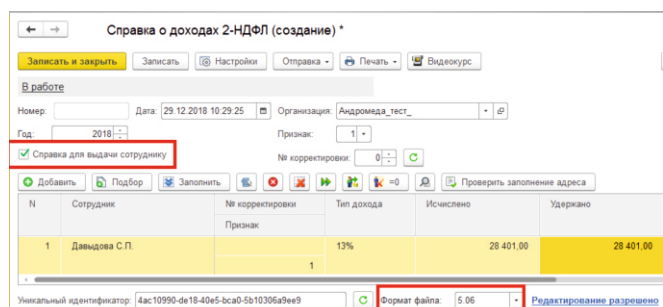 Справка о доходах 2-НДФЛ (создание) *
Записать и закрыть Записать Настройки Отправка Печать Видеокурс
В работе
Номер: Дата: 29.12.2018 10:29:25 Организация: Андромеда_тест_
Год: 2018 Признак: 1
Справка для выдачи сотруднику № корректировки: 0
Добавить Подбор Заполнить =0 Проверить заполнение адреса
N Сотрудник № корректировки Тип дохода Исчислено Удержано
Признак
1 Давыдова С.П. 13% 28 401,00 28 401,00
1
Уникальный идентификатор: 4ac10990-de18-40e5-bca0-5b10306a9ee9 Формат файла: 5.06 Редактирование разрешено